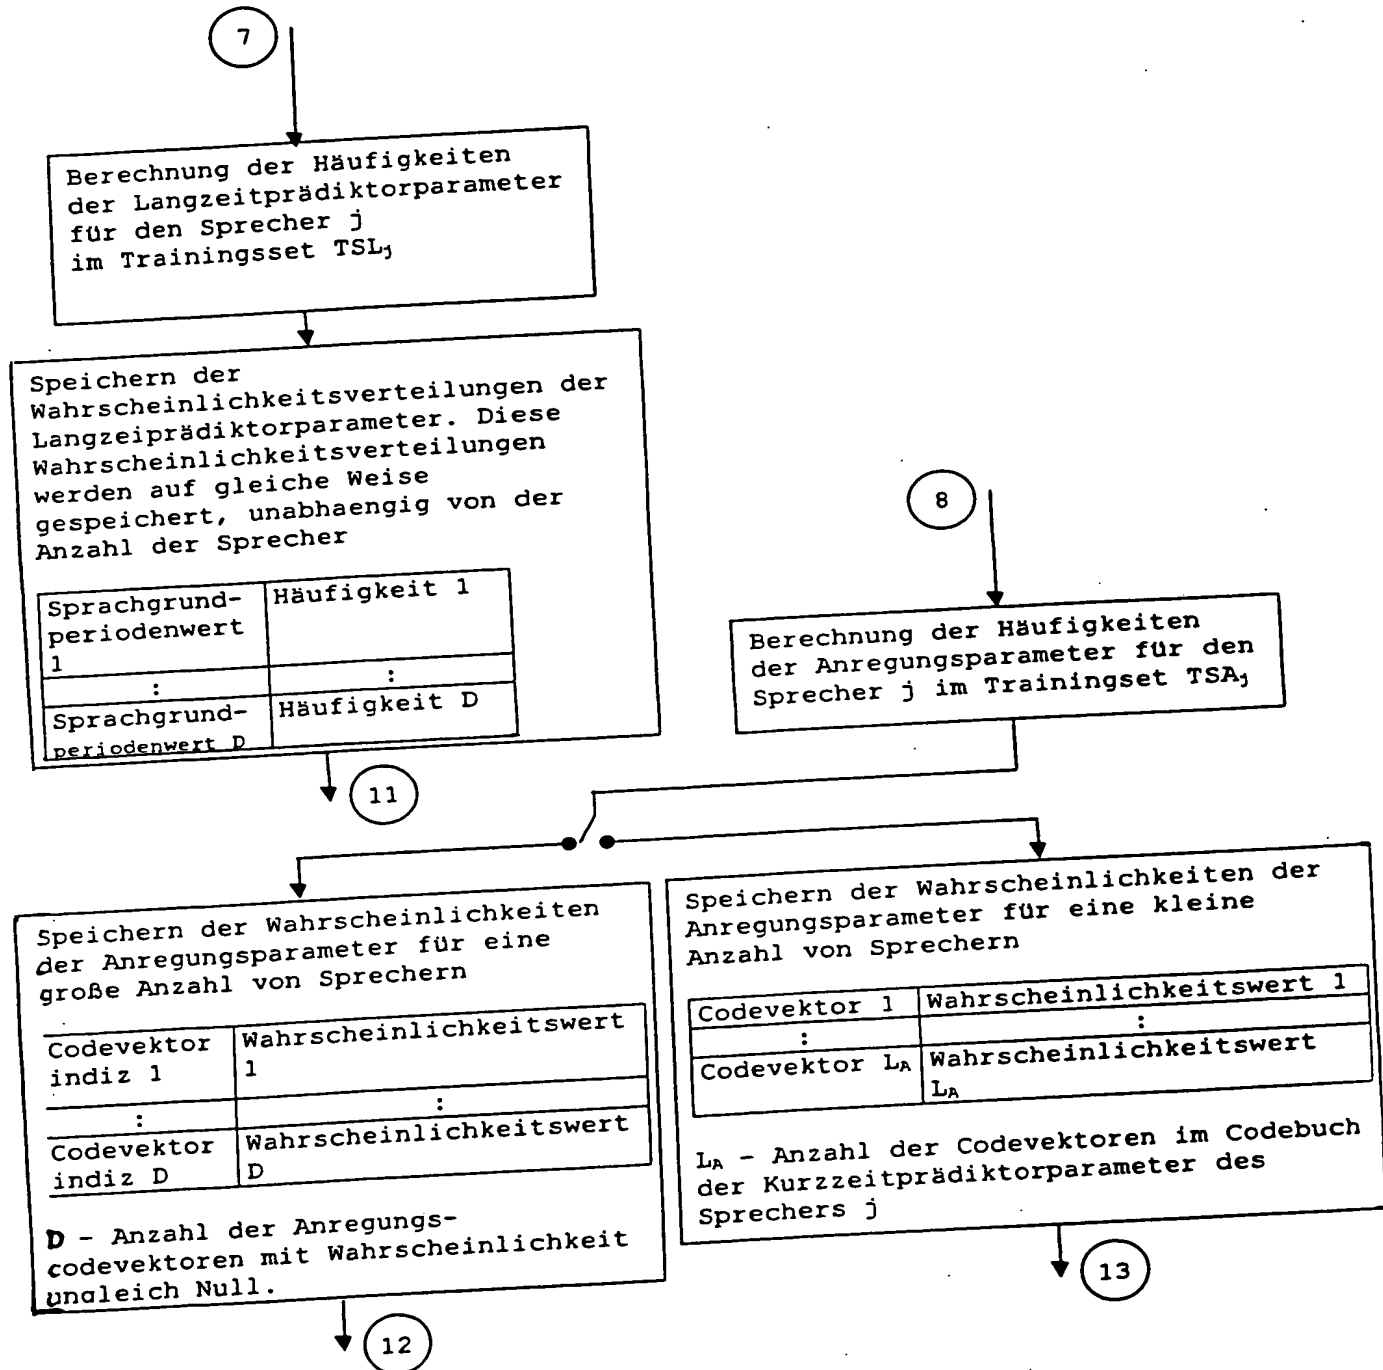 7
Berechnung der Häufigkeiten
der Langzeitprädiktorparameter
für den Sprecher j
im Trainingsset TSLj
Speichern der
Wahrscheinlichkeitsverteilungen der
Langzeiprädiktorparameter. Diese
Wahrscheinlichkeitsverteilungen
werden auf gleiche Weise
gespeichert, unabhaengig von der
Anzahl der Sprecher
Sprachgrund-
periodenwert
1
Häufigkeit 1
:
:
Sprachgrund-
periodenwert D
Häufigkeit D
11
8
Berechnung der Häufigkeiten
der Anregungsparameter für den
Sprecher j im Trainingset TSAj
Speichern der Wahrscheinlichkeiten
der Anregungsparameter für eine
große Anzahl von Sprechern
Codevektor
indiz 1
Wahrscheinlichkeitswert
1
:
:
Codevektor
indiz D
Wahrscheinlichkeitswert
D
D - Anzahl der Anregungs-
codevektoren mit Wahrscheinlichkeit
ungleich Null.
12
Speichern der Wahrscheinlichkeiten der
Anregungsparameter für eine kleine
Anzahl von Sprechern
Codevektor 1
Wahrscheinlichkeitswert 1
:
:
Codevektor LA
Wahrscheinlichkeitswert
LA
LA - Anzahl der Codevektoren im Codebuch
der Kurzzeitprädiktorparameter des
Sprechers j
13